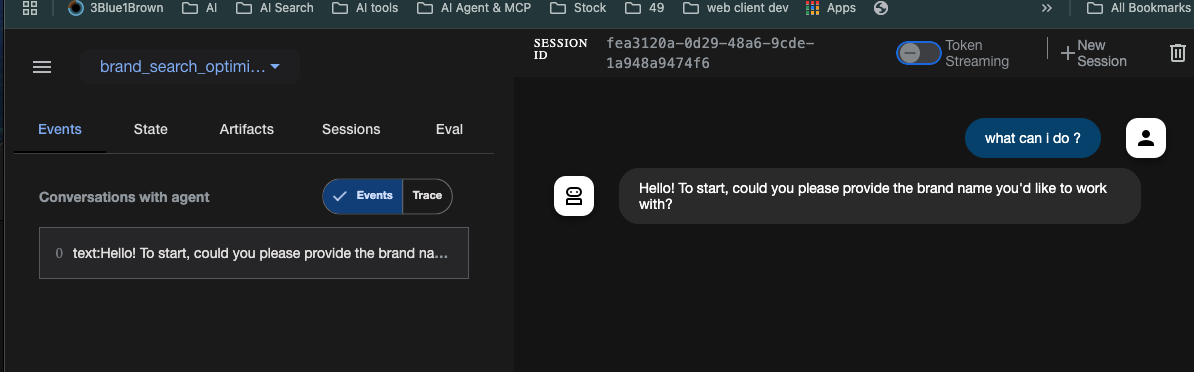 3Blue1Brown AI AI Search AI tools AI Agent & MCP Stock 49 web client dev Apps » All Bookmarks
brand_search_optimi...
SESSION
ID
fea3120a-0d29-48a6-9cde-
1a948a9474f6
Token
Streaming
New
Session
Events State Artifacts Sessions Eval
Conversations with agent
Events Trace
0 text:Hello! To start, could you please provide the brand na...
what can i do ?
Hello! To start, could you please provide the brand name you'd like to work
with?